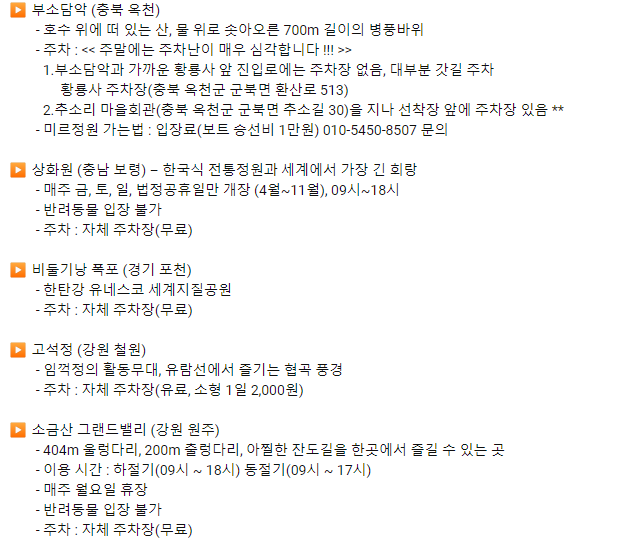 ▶ 부소담악 (충북 옥천)
- 호수 위에 떠 있는 산, 물 위로 솟아오른 700m 길이의 병풍바위
- 주차 : << 주말에는 주차난이 매우 심각합니다 !!! >>
1.부소담악과 가까운 황룡사 앞 진입로에는 주차장 없음, 대부분 갓길 주차
황룡사 주차장(충북 옥천군 군북면 환산로 513)
2.추소리 마을회관(충북 옥천군 군북면 추소길 30)을 지나 선착장 앞에 주차장 있음 **
- 미르정원 가는법 : 입장료(보트 승선비 1만원) 010-5450-8507 문의
▶ 상화원 (충남 보령) – 한국식 전통정원과 세계에서 가장 긴 회랑
- 매주 금, 토, 일, 법정공휴일만 개장 (4월~11월), 09시~18시
- 반려동물 입장 불가
- 주차 : 자체 주차장(무료)
▶ 비둘기낭 폭포 (경기 포천)
- 한탄강 유네스코 세계지질공원
- 주차 : 자체 주차장(무료)
▶ 고석정 (강원 철원)
- 임꺽정의 활동무대, 유람선에서 즐기는 협곡 풍경
- 주차 : 자체 주차장(유료, 소형 1일 2,000원)
▶ 소금산 그랜드밸리 (강원 원주)
- 404m 울렁다리, 200m 출렁다리, 아찔한 잔도길을 한곳에서 즐길 수 있는 곳
- 이용 시간 : 하절기(09시 ~ 18시) 동절기(09시 ~ 17시)
- 매주 월요일 휴장
- 반려동물 입장 불가
- 주차 : 자체 주차장(무료)